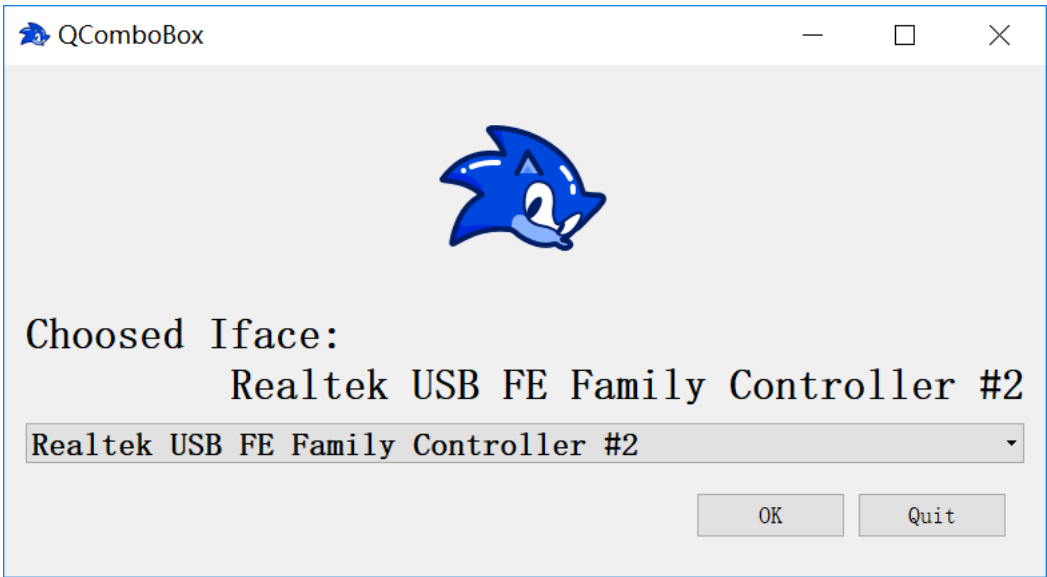 QComboBox
Choosed Iface:
Realtek USB FE Family Controller #2
Realtek USB FE Family Controller #2
OK
Quit